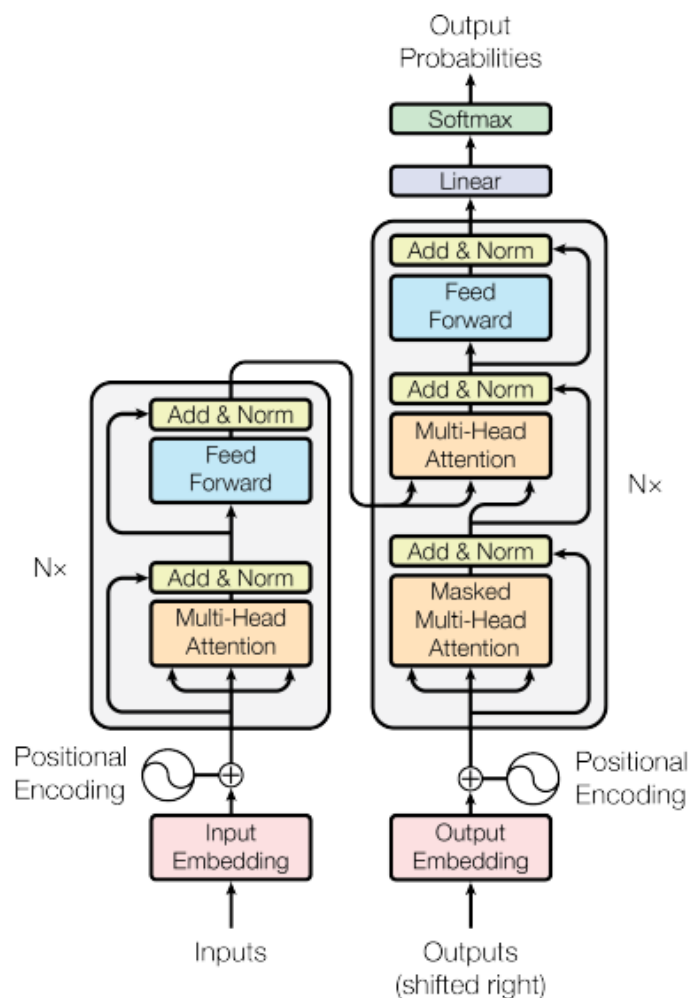 Output
Probabilities
Softmax
Linear
Add & Norm
Feed
Forward
Add & Norm
Multi-Head
Attention
Nx
Add & Norm
Masked
Multi-Head
Attention
Add & Norm
Feed
Forward
Nx
Add & Norm
Multi-Head
Attention
Positional
Encoding
Positional
Encoding
Input
Embedding
Output
Embedding
Inputs
Outputs
(shifted right)